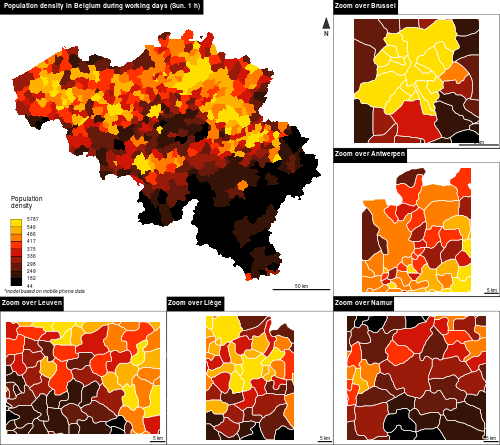 Population density in Belgium during working days (Sun. 1 h)
N
Population
density
5787
546
466
417
375
336
298
249
182
44
*model based on mobile phone data
50 km
Zoom over Brussel
Zoom over Antwerpen
5 km
Zoom over Leuven
5 km
Zoom over Liège
5 km
Zoom over Namur
5 km